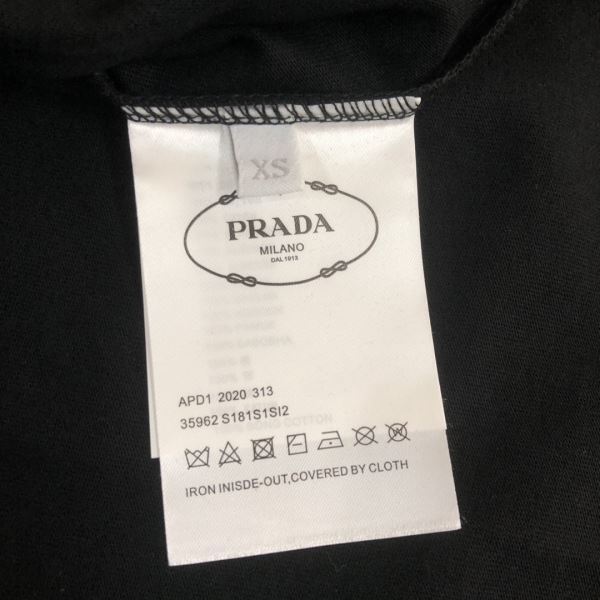 XS
PRADA
MILANO
DAL 1913
APD1 2020 313
35962 S181S1SI2
IRON INISDE-OUT,COVERED BY CLOTH